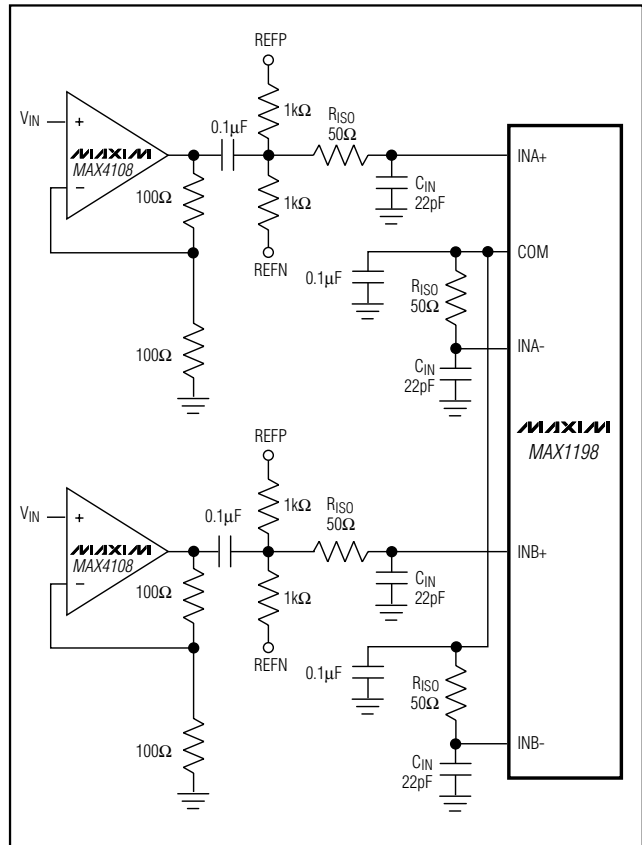 REFP
VIN
+
MAXIM
MAX4108
−
0.1µF
1kΩ
RISO
50Ω
INA+
100Ω
1kΩ
CIN
22pF
REFN
COM
0.1µF
RISO
50Ω
100Ω
INA-
CIN
22pF
MAXIM
MAX1198
REFP
VIN
+
MAXIM
MAX4108
−
0.1µF
1kΩ
RISO
50Ω
INB+
100Ω
1kΩ
CIN
22pF
REFN
0.1µF
RISO
50Ω
100Ω
INB-
CIN
22pF